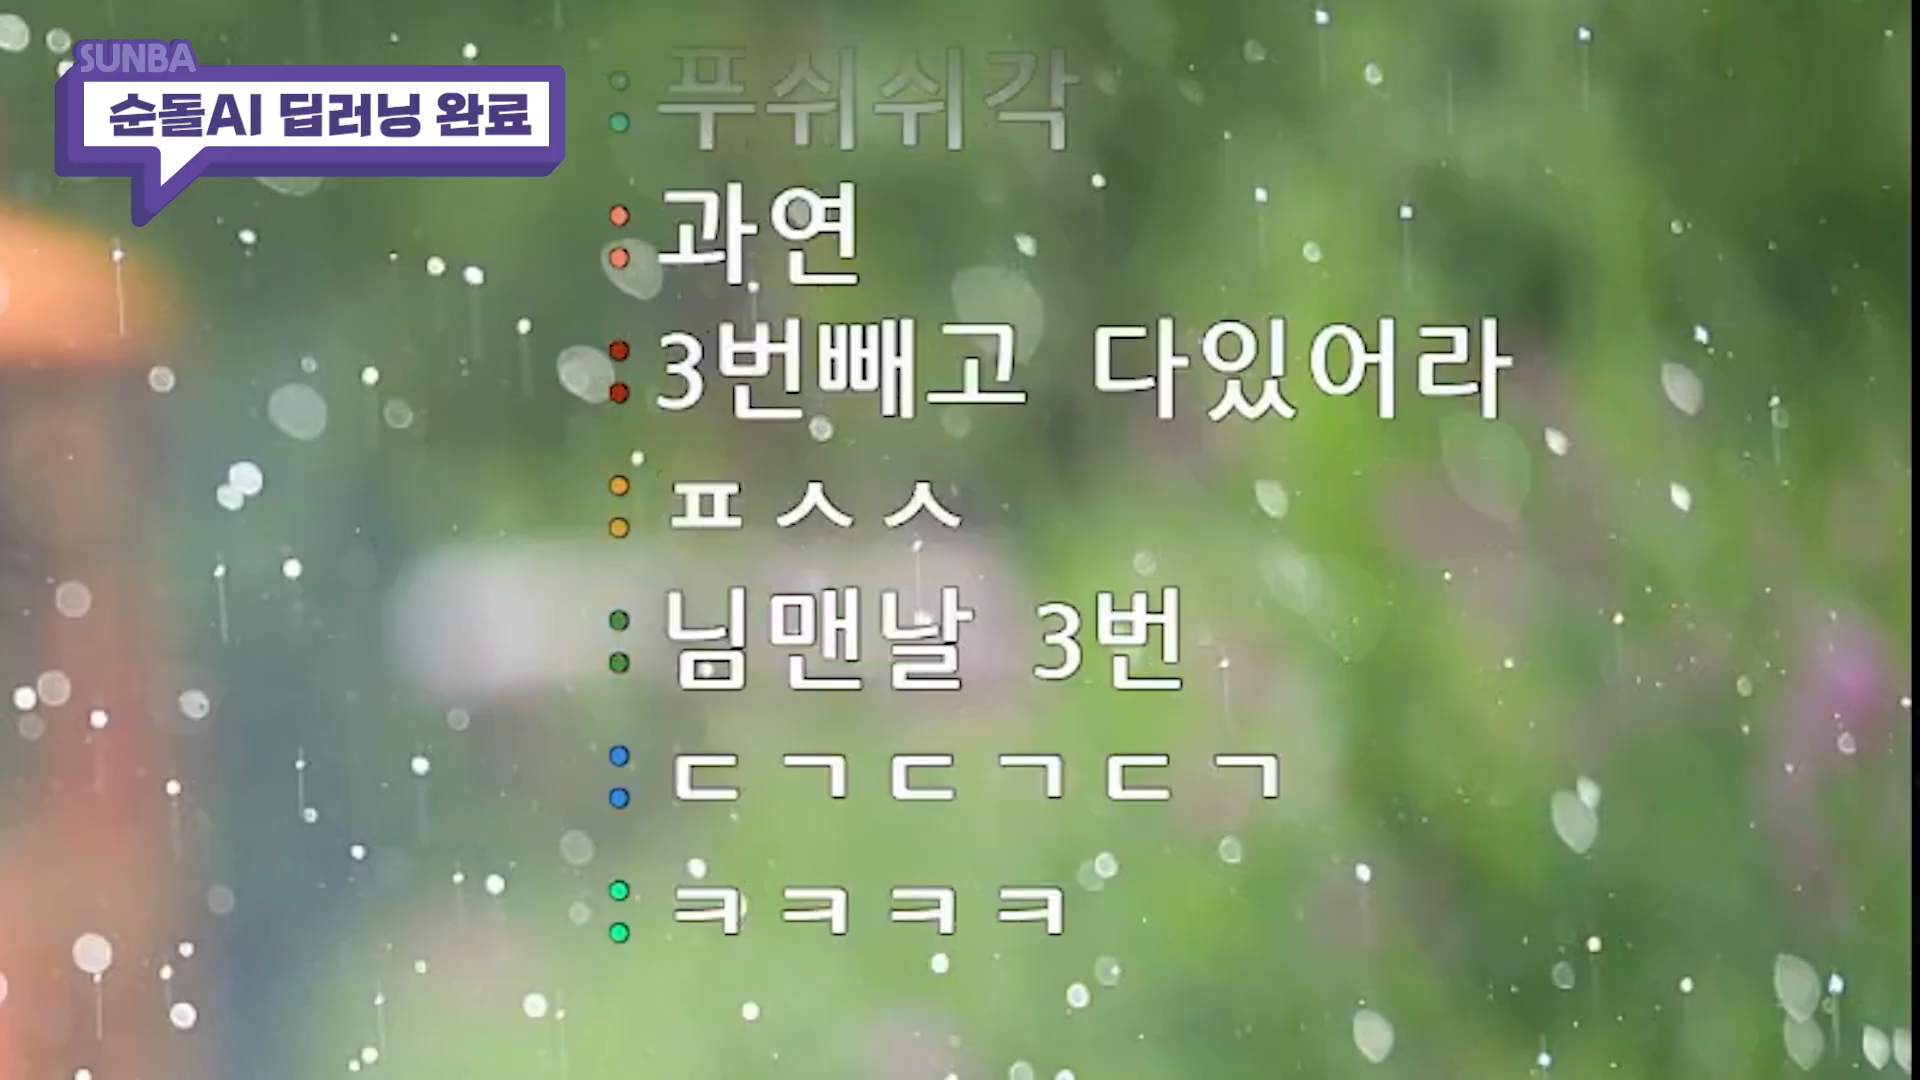 SUNBA
순돌AI 딥러닝 완료
: 푸쉬쉬각
: 과연
: 3번빼고 다있어라
: ㅍㅅㅅ
: 님맨날 3번
: ㄷㄱㄷㄱㄷㄱ
: ㅋㅋㅋㅋ